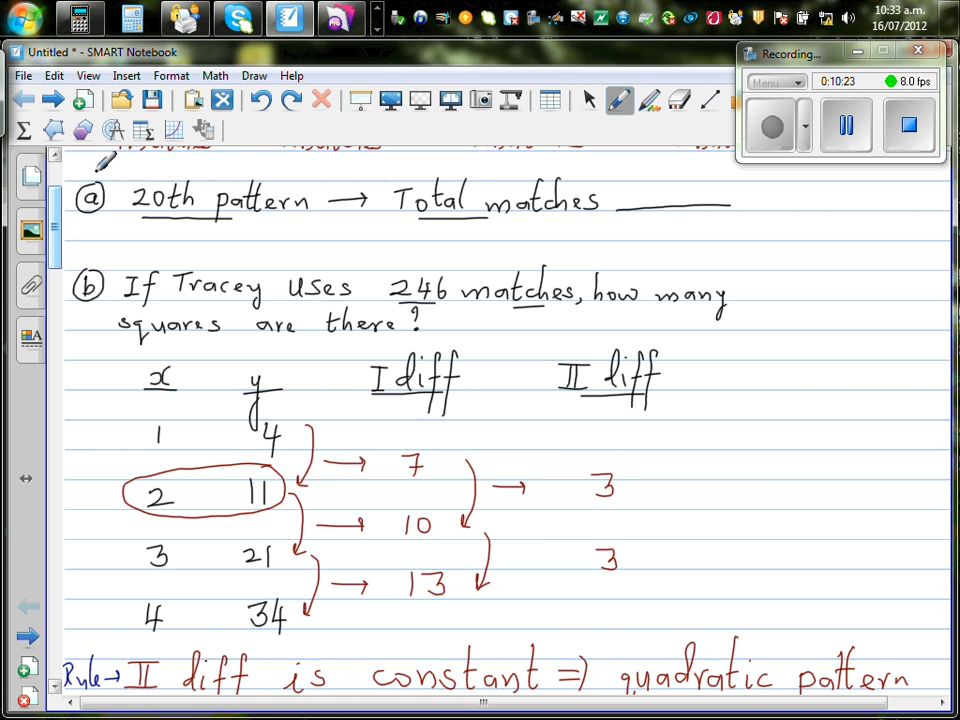 10:33 a.m.
16/07/2012
Untitled * - SMART Notebook
File Edit View Insert Format Math Draw Help
Recording...
Menu
0:10:23
8.0 fps
ⓐ 20th pattern → Total matches ______
ⓑ If Tracey uses 246 matches, how many
squares are there?
x y I diff II diff
1 4
→ 7
2 11 → 3
→ 10
3 21 3
→ 13
4 34
Rule→ II diff is constant ⇒ quadratic pattern